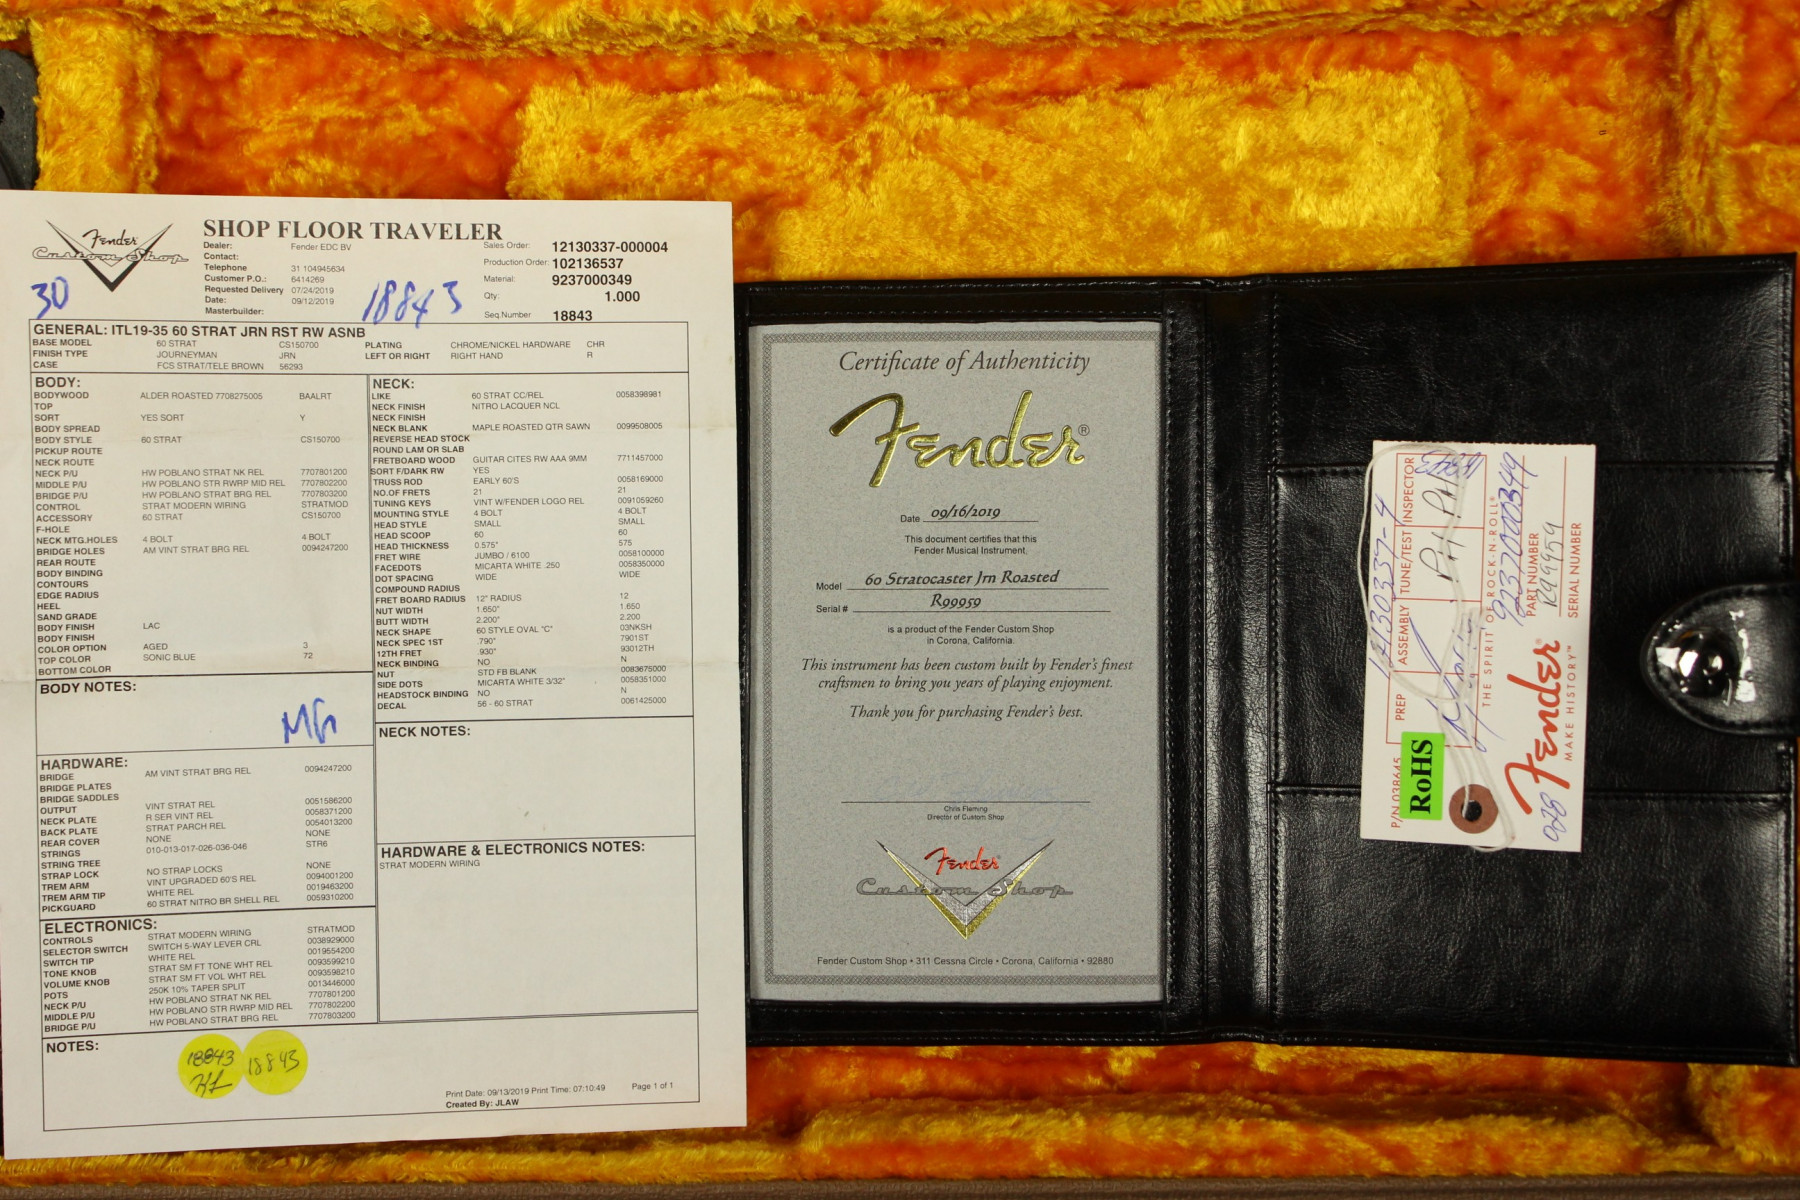 Fender
Custom Shop
SHOP FLOOR TRAVELER
Dealer: Fender EDC BV
Contact:
Telephone 31 104945634
Customer P.O.: 6414269
Requested Delivery 07/24/2019
Date: 09/12/2019
Masterbuilder:
Sales Order: 12130337-000004
Production Order: 102136537
Material: 9237000349
Qty: 1.000
Seq.Number 18843
30
18843
GENERAL: ITL19-35 60 STRAT JRN RST RW ASNB
BASE MODEL 60 STRAT CS150700
FINISH TYPE JOURNEYMAN JRN
CASE FCS STRAT/TELE BROWN 56293
PLATING CHROME/NICKEL HARDWARE CHR
LEFT OR RIGHT RIGHT HAND R
BODY:
BODYWOOD ALDER ROASTED 7708275005 BAALRT
TOP
SORT YES SORT Y
BODY SPREAD
BODY STYLE 60 STRAT CS150700
PICKUP ROUTE
NECK ROUTE
NECK P/U HW POBLANO STRAT NK REL 7707801200
MIDDLE P/U HW POBLANO STR RWRP MID REL 7707802200
BRIDGE P/U HW POBLANO STRAT BRG REL 7707803200
CONTROL STRAT MODERN WIRING STRATMOD
ACCESSORY 60 STRAT CS150700
F-HOLE
NECK MTG.HOLES 4 BOLT 4 BOLT
BRIDGE HOLES AM VINT STRAT BRG REL 0094247200
REAR ROUTE
BODY BINDING
CONTOURS
EDGE RADIUS
HEEL
SAND GRADE
BODY FINISH LAC
BODY FINISH
COLOR OPTION AGED 3
TOP COLOR SONIC BLUE 72
BOTTOM COLOR
BODY NOTES:
MG
NECK:
LIKE 60 STRAT CC/REL 0058398981
NECK FINISH NITRO LACQUER NCL
NECK FINISH
NECK BLANK MAPLE ROASTED QTR SAWN 0099508005
REVERSE HEAD STOCK
ROUND LAM OR SLAB
FRETBOARD WOOD GUITAR CITES RW AAA 9MM 7711457000
SORT F/DARK RW YES
TRUSS ROD EARLY 60'S 0058169000
NO.OF FRETS 21 21
TUNING KEYS VINT W/FENDER LOGO REL 0091059260
MOUNTING STYLE 4 BOLT 4 BOLT
HEAD STYLE SMALL SMALL
HEAD SCOOP 60 60
HEAD THICKNESS 0.575" 575
FRET WIRE JUMBO / 6100 0058100000
FACEDOTS MICARTA WHITE .250 0058350000
DOT SPACING WIDE WIDE
COMPOUND RADIUS
FRET BOARD RADIUS 12" RADIUS 12
NUT WIDTH 1.650" 1.650
BUTT WIDTH 2.200" 2.200
NECK SHAPE 60 STYLE OVAL "C" 03NKSH
NECK SPEC 1ST .790" 7901ST
12TH FRET .930" 93012TH
NECK BINDING NO N
NUT STD FB BLANK 0083675000
SIDE DOTS MICARTA WHITE 3/32" 0058351000
HEADSTOCK BINDING NO N
DECAL 56 - 60 STRAT 0061425000
NECK NOTES:
HARDWARE:
BRIDGE AM VINT STRAT BRG REL 0094247200
BRIDGE PLATES
BRIDGE SADDLES
OUTPUT VINT STRAT REL 0051586200
NECK PLATE R SER VINT REL 0058371200
BACK PLATE STRAT PARCH REL 0054013200
REAR COVER NONE NONE
STRINGS 010-013-017-026-036-046 STR6
STRING TREE
STRAP LOCK NO STRAP LOCKS NONE
TREM ARM VINT UPGRADED 60'S REL 0094001200
TREM ARM TIP WHITE REL 0019463200
PICKGUARD 60 STRAT NITRO BR SHELL REL 0059310200
HARDWARE & ELECTRONICS NOTES:
STRAT MODERN WIRING
ELECTRONICS:
CONTROLS STRAT MODERN WIRING STRATMOD
SELECTOR SWITCH SWITCH 5-WAY LEVER CRL 0038929000
SWITCH TIP WHITE REL 0019554200
TONE KNOB STRAT SM FT TONE WHT REL 0093599210
VOLUME KNOB STRAT SM FT VOL WHT REL 0093598210
POTS 250K 10% TAPER SPLIT 0013446000
NECK P/U HW POBLANO STRAT NK REL 7707801200
MIDDLE P/U HW POBLANO STR RWRP MID REL 7707802200
BRIDGE P/U HW POBLANO STRAT BRG REL 7707803200
NOTES:
18843
18843
Print Date: 09/13/2019 Print Time: 07:10:49 Page 1 of 1
Created By: JLAW
Certificate of Authenticity
Fender®
Date 09/16/2019
This document certifies that this
Fender Musical Instrument,
Model 60 Stratocaster Jrn Roasted
Serial # R99959
is a product of the Fender Custom Shop
in Corona, California.
This instrument has been custom built by Fender's finest
craftsmen to bring you years of playing enjoyment.
Thank you for purchasing Fender's best.
Chris Fleming
Director of Custom Shop
Fender
Custom Shop
Fender Custom Shop • 311 Cessna Circle • Corona, California • 92880
P/N 038645
PREP ASSEMBLY TUNE/TEST INSPECTOR
PH PH
THE SPIRIT OF ROCK-N-ROLL®
9237000349
PART NUMBER
R99959
SERIAL NUMBER
Fender®
MAKE HISTORY™
RoHS